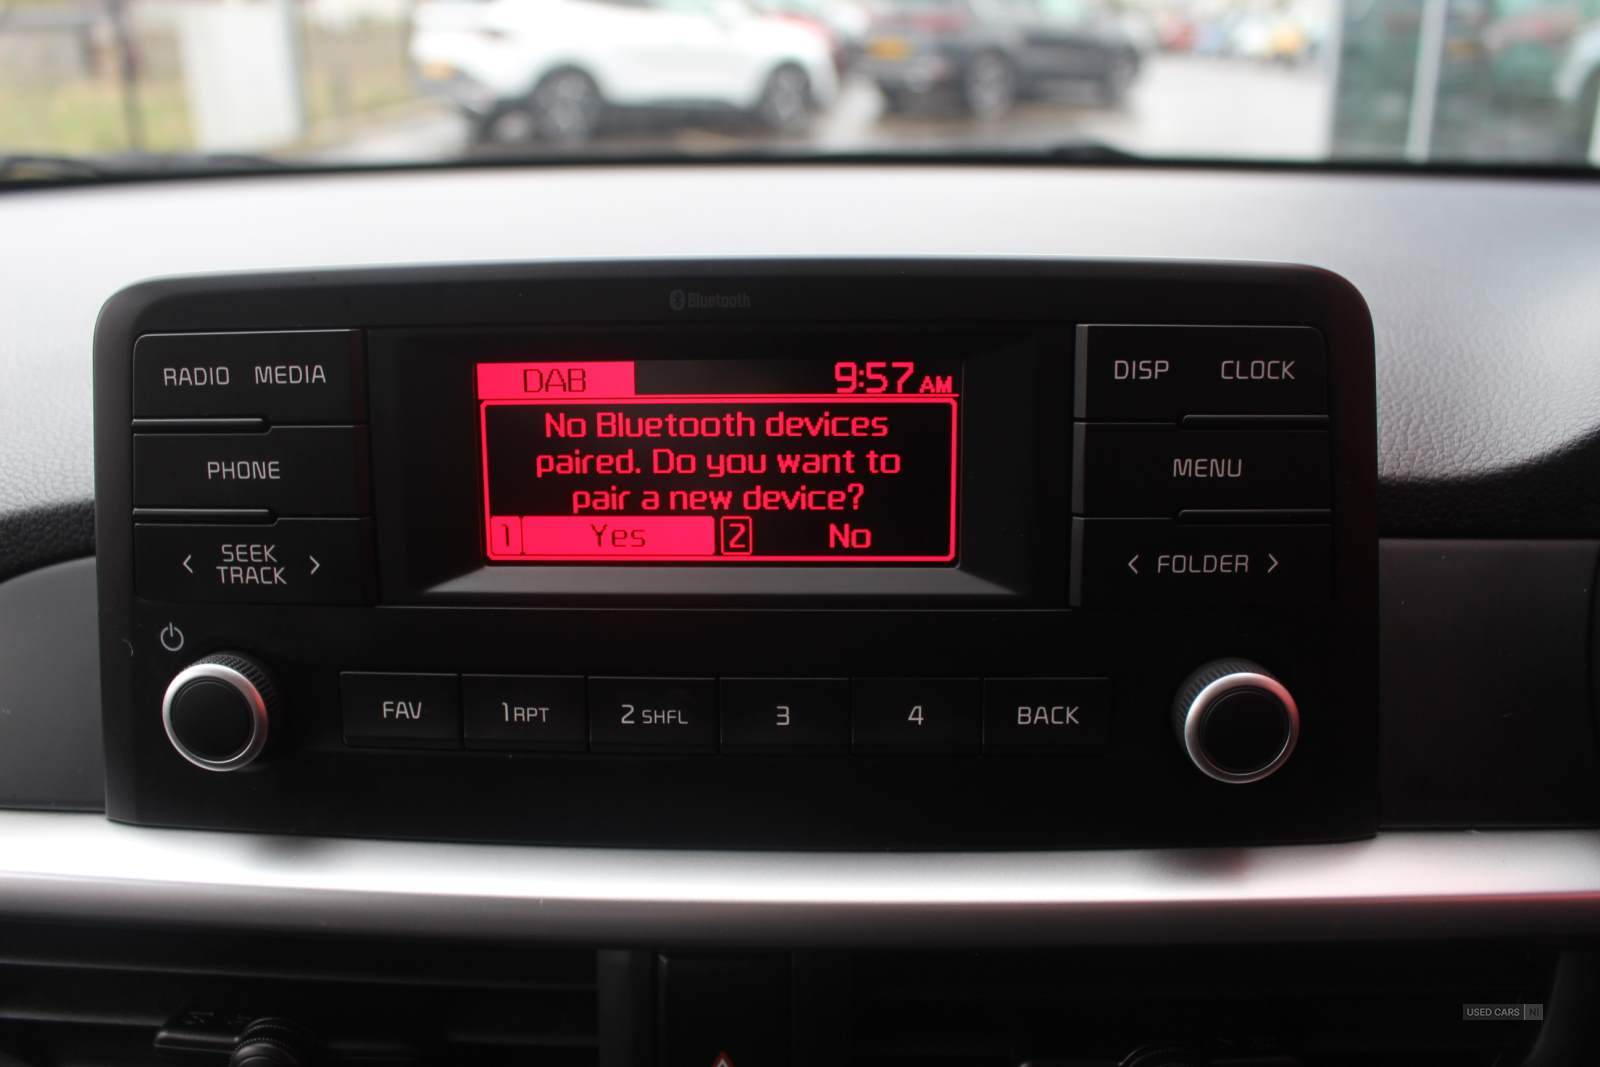 Bluetooth
RADIO MEDIA
DAB 9:57 AM
DISP CLOCK
No Bluetooth devices
paired. Do you want to
pair a new device?
1 Yes 2 No
PHONE
MENU
< SEEK >
TRACK
< FOLDER >
FAV 1 RPT 2 SHFL 3 4 BACK
USED CARS NI